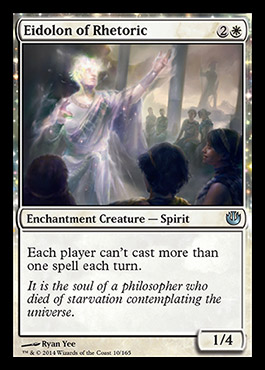 Eidolon of Rhetoric 2
Enchantment Creature — Spirit
Each player can't cast more than
one spell each turn.
It is the soul of a philosopher who
died of starvation contemplating the
universe.
Ryan Yee
™ & © 2014 Wizards of the Coast 10/165
1/4